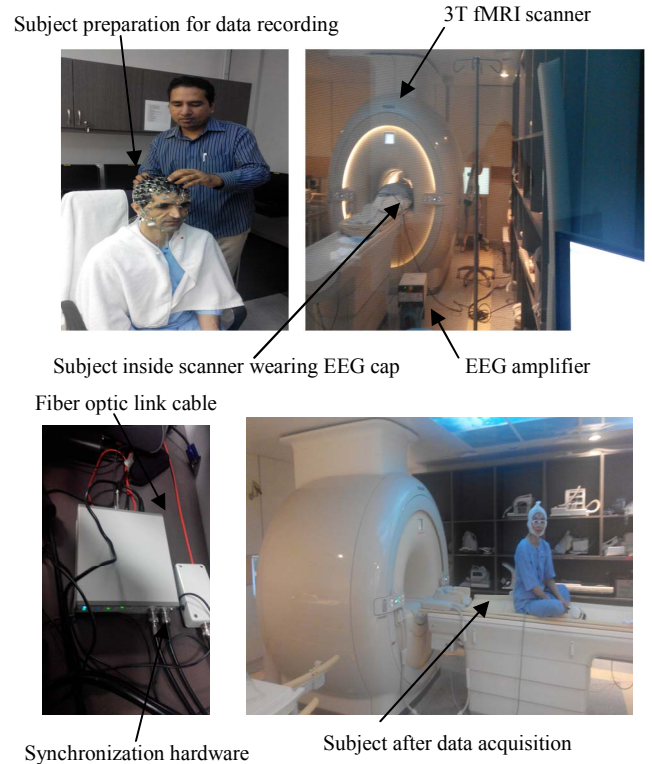 Subject preparation for data recording
3T fMRI scanner
Subject inside scanner wearing EEG cap
EEG amplifier
Fiber optic link cable
Synchronization hardware
Subject after data acquisition